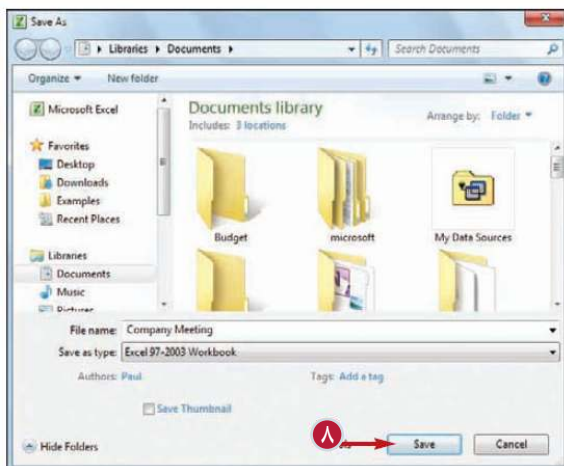 Save As
Libraries ▸ Documents ▸
Search Documents
Organize
New folder
Microsoft Excel
Favorites
Desktop
Downloads
Examples
Recent Places
Libraries
Documents
Music
Pictures
Documents library
Includes: 3 locations
Arrange by: Folder
Budget
microsoft
My Data Sources
File name: Company Meeting
Save as type: Excel 97-2003 Workbook
Authors: Paul
Tags: Add a tag
Save Thumbnail
Hide Folders
٨
Save
Cancel